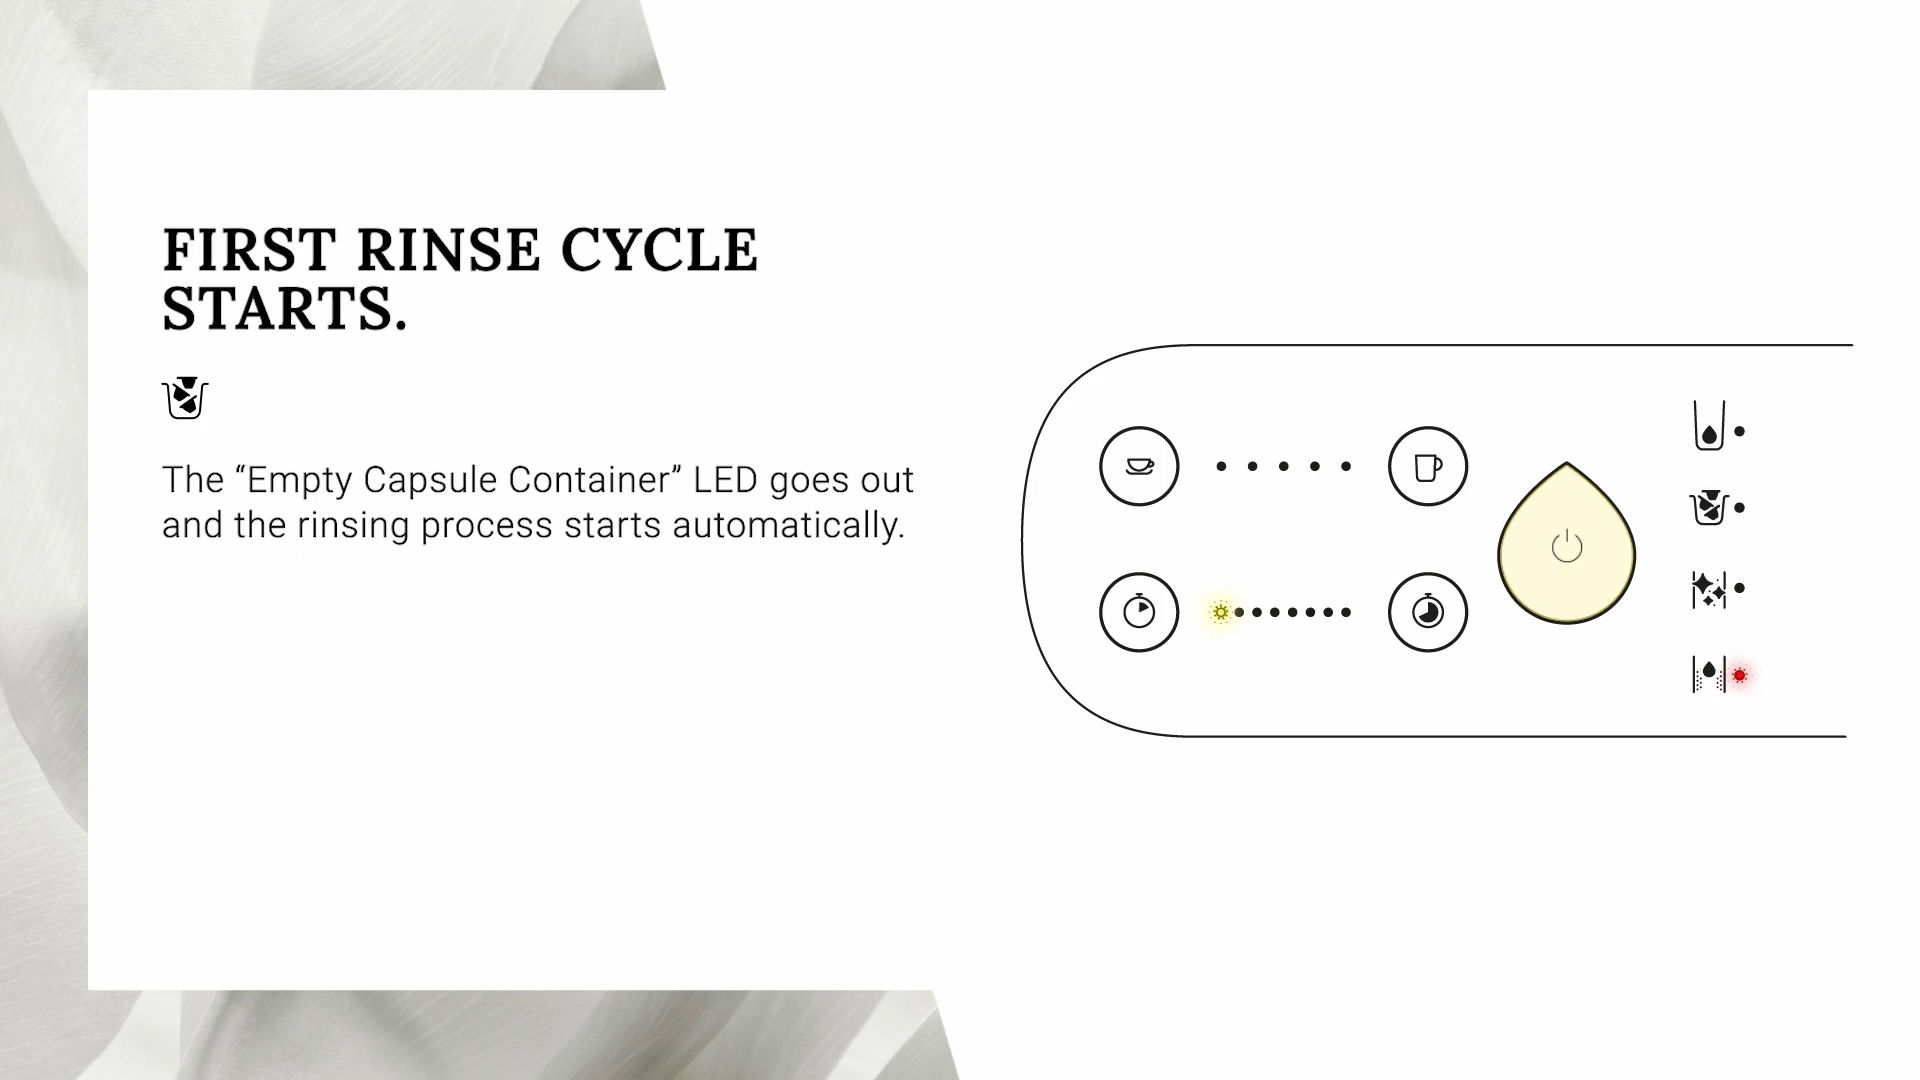 FIRST RINSE CYCLE
STARTS.
The “Empty Capsule Container” LED goes out
and the rinsing process starts automatically.